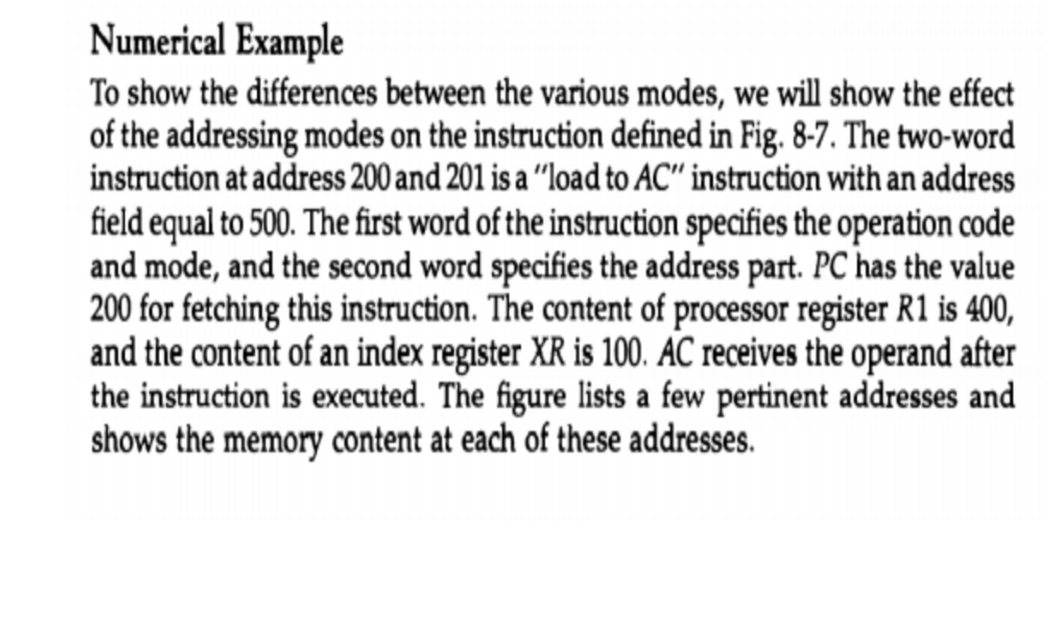 Numerical Example
To show the differences between the various modes, we will show the effect
of the addressing modes on the instruction defined in Fig. 8-7. The two-word
instruction at address 200 and 201 is a "load to AC" instruction with an address
field equal to 500. The first word of the instruction specifies the operation code
and mode, and the second word specifies the address part. PC has the value
200 for fetching this instruction. The content of processor register R1 is 400,
and the content of an index register XR is 100. AC receives the operand after
the instruction is executed. The figure lists a few pertinent addresses and
shows the memory content at each of these addresses.